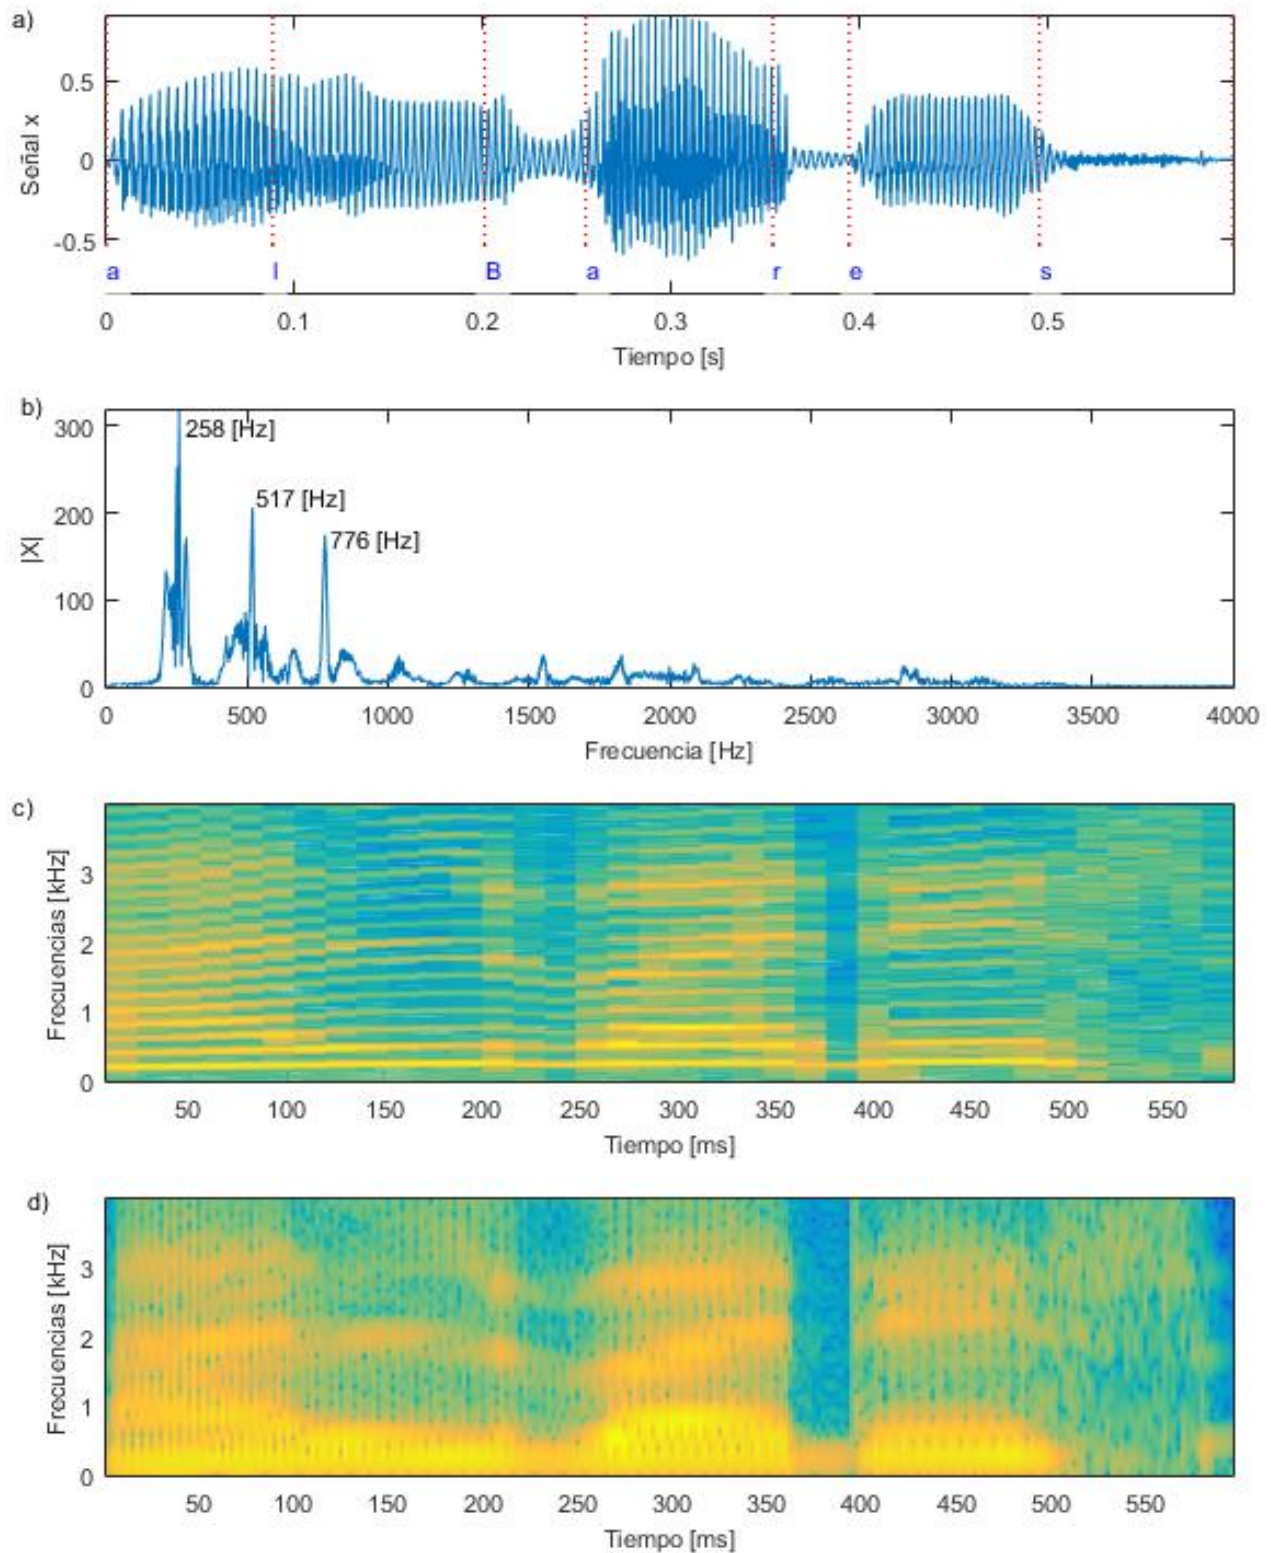 a)
0.5
0
-0.5
Señal x
a l B a r e s
0 0.1 0.2 0.3 0.4 0.5
Tiempo [s]
b)
300
200
100
0
|X|
258 [Hz]
517 [Hz]
776 [Hz]
0 500 1000 1500 2000 2500 3000 3500 4000
Frecuencia [Hz]
c)
3
2
1
0
Frecuencias [kHz]
50 100 150 200 250 300 350 400 450 500 550
Tiempo [ms]
d)
3
2
1
0
Frecuencias [kHz]
50 100 150 200 250 300 350 400 450 500 550
Tiempo [ms]